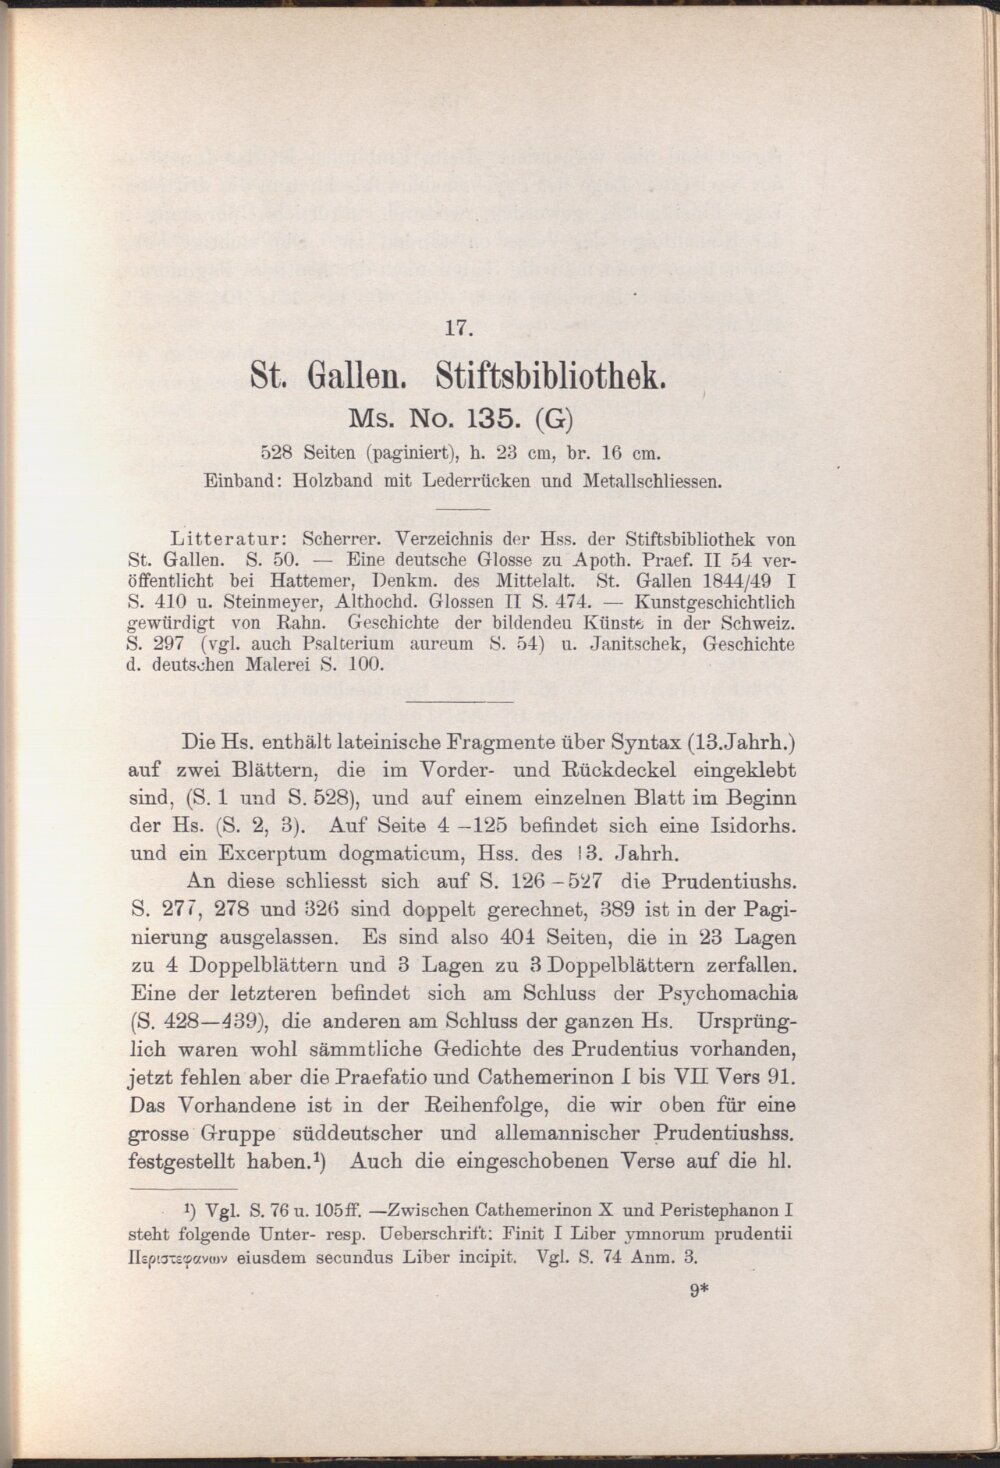 17.
St. Gallen. Stiftsbibliothek.
Ms. No. 135. (G)
528 Seiten (paginiert), h. 23 cm, br. 16 cm.
Einband: Holzband mit Lederrücken und Metallschliessen.
Litteratur: Scherrer. Verzeichnis der Hss. der Stiftsbibliothek von
St. Gallen. S. 50. — Eine deutsche Glosse zu Apoth. Praef. II 54 ver-
öffentlicht bei Hattemer, Denkm. des Mittelalt. St. Gallen 1844/49 I
S. 410 u. Steinmeyer, Althochd. Glossen II S. 474. — Kunstgeschichtlich
gewürdigt von Rahn. Geschichte der bildenden Künste in der Schweiz.
S. 297 (vgl. auch Psalterium aureum S. 54) u. Janitschek, Geschichte
d. deutschen Malerei S. 100.
Die Hs. enthält lateinische Fragmente über Syntax (13.Jahrh.)
auf zwei Blättern, die im Vorder- und Rückdeckel eingeklebt
sind, (S. 1 und S. 528), und auf einem einzelnen Blatt im Beginn
der Hs. (S. 2, 3). Auf Seite 4–125 befindet sich eine Isidorhs.
und ein Excerptum dogmaticum, Hss. des 13. Jahrh.
An diese schliesst sich auf S. 126–527 die Prudentiushs.
S. 277, 278 und 326 sind doppelt gerechnet, 389 ist in der Pagi-
nierung ausgelassen. Es sind also 404 Seiten, die in 23 Lagen
zu 4 Doppelblättern und 3 Lagen zu 3 Doppelblättern zerfallen.
Eine der letzteren befindet sich am Schluss der Psychomachia
(S. 428—439), die anderen am Schluss der ganzen Hs. Ursprüng-
lich waren wohl sämmtliche Gedichte des Prudentius vorhanden,
jetzt fehlen aber die Praefatio und Cathemerinon I bis VII Vers 91.
Das Vorhandene ist in der Reihenfolge, die wir oben für eine
grosse Gruppe süddeutscher und allemannischer Prudentiushss.
festgestellt haben.¹) Auch die eingeschobenen Verse auf die hl.
¹) Vgl. S. 76 u. 105ff. —Zwischen Cathemerinon X und Peristephanon I
steht folgende Unter- resp. Ueberschrift: Finit I Liber ymnorum prudentii
Περιστεφανων eiusdem secundus Liber incipit. Vgl. S. 74 Anm. 3.
9*